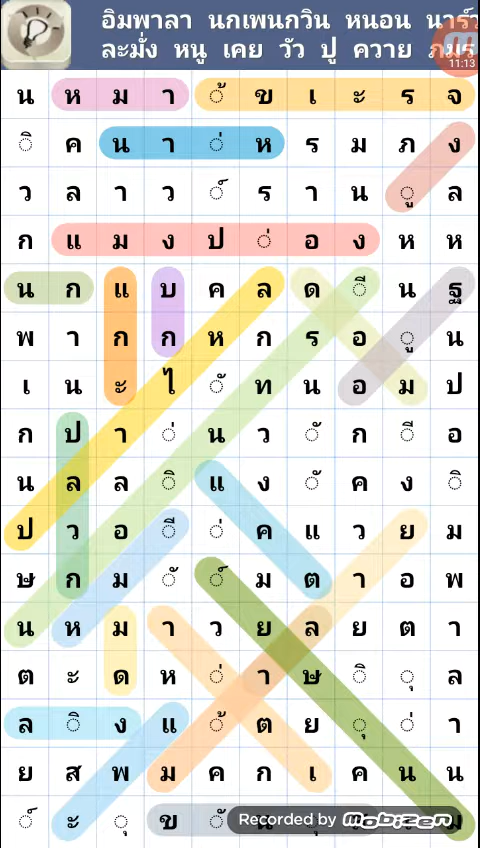 อิมพาลา นกเพนกวิน หนอน นาร์ว
ละมั่ง หนู เคย วัว ปู ควาย ภมร
11:13
น ห ม า ้ ข เ ะ ร จ
ิ ค น า ่ ห ร ม ภ ง
ว ล า ว ์ ร า น ู ล
ก แ ม ง ป ่ อ ง ห ห
น ก แ บ ค ล ด ี น ฐ
พ า ก ก ห ก ร อ ู น
เ น ะ ไ ั ท น อ ม ป
ก ป า ่ น ว ั ก ี อ
น ล ล ิ แ ง ั ค ง ิ
ป ว อ ี ่ ค แ ว ย ม
ษ ก ม ั ์ ม ต า อ พ
น ห ม า ว ย ล ย ต า
ต ะ ด ห ่ า ษ ิ ุ ล
ล ิ ง แ ้ ต ย ุ ่ า
ย ส พ ม ค ก เ ค น น
์ ะ ุ ข ั ม
Recorded by mobizen